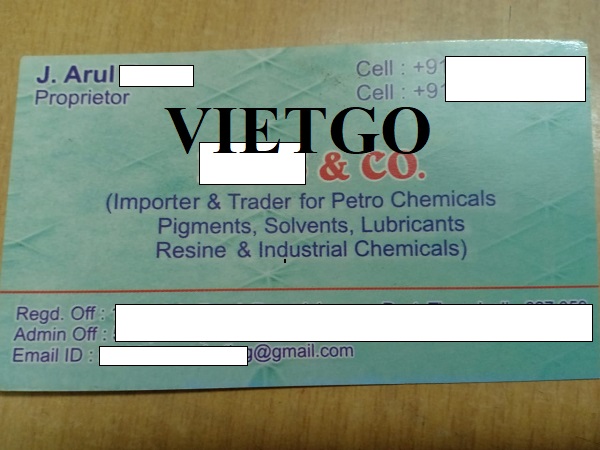 J. Arul
Proprietor
Cell : +91
Cell : +91
VIETGO
& CO.
(Importer & Trader for Petro Chemicals
Pigments, Solvents, Lubricants
Resine & Industrial Chemicals)
Regd. Off :
Admin Off :
Email ID : g@gmail.com